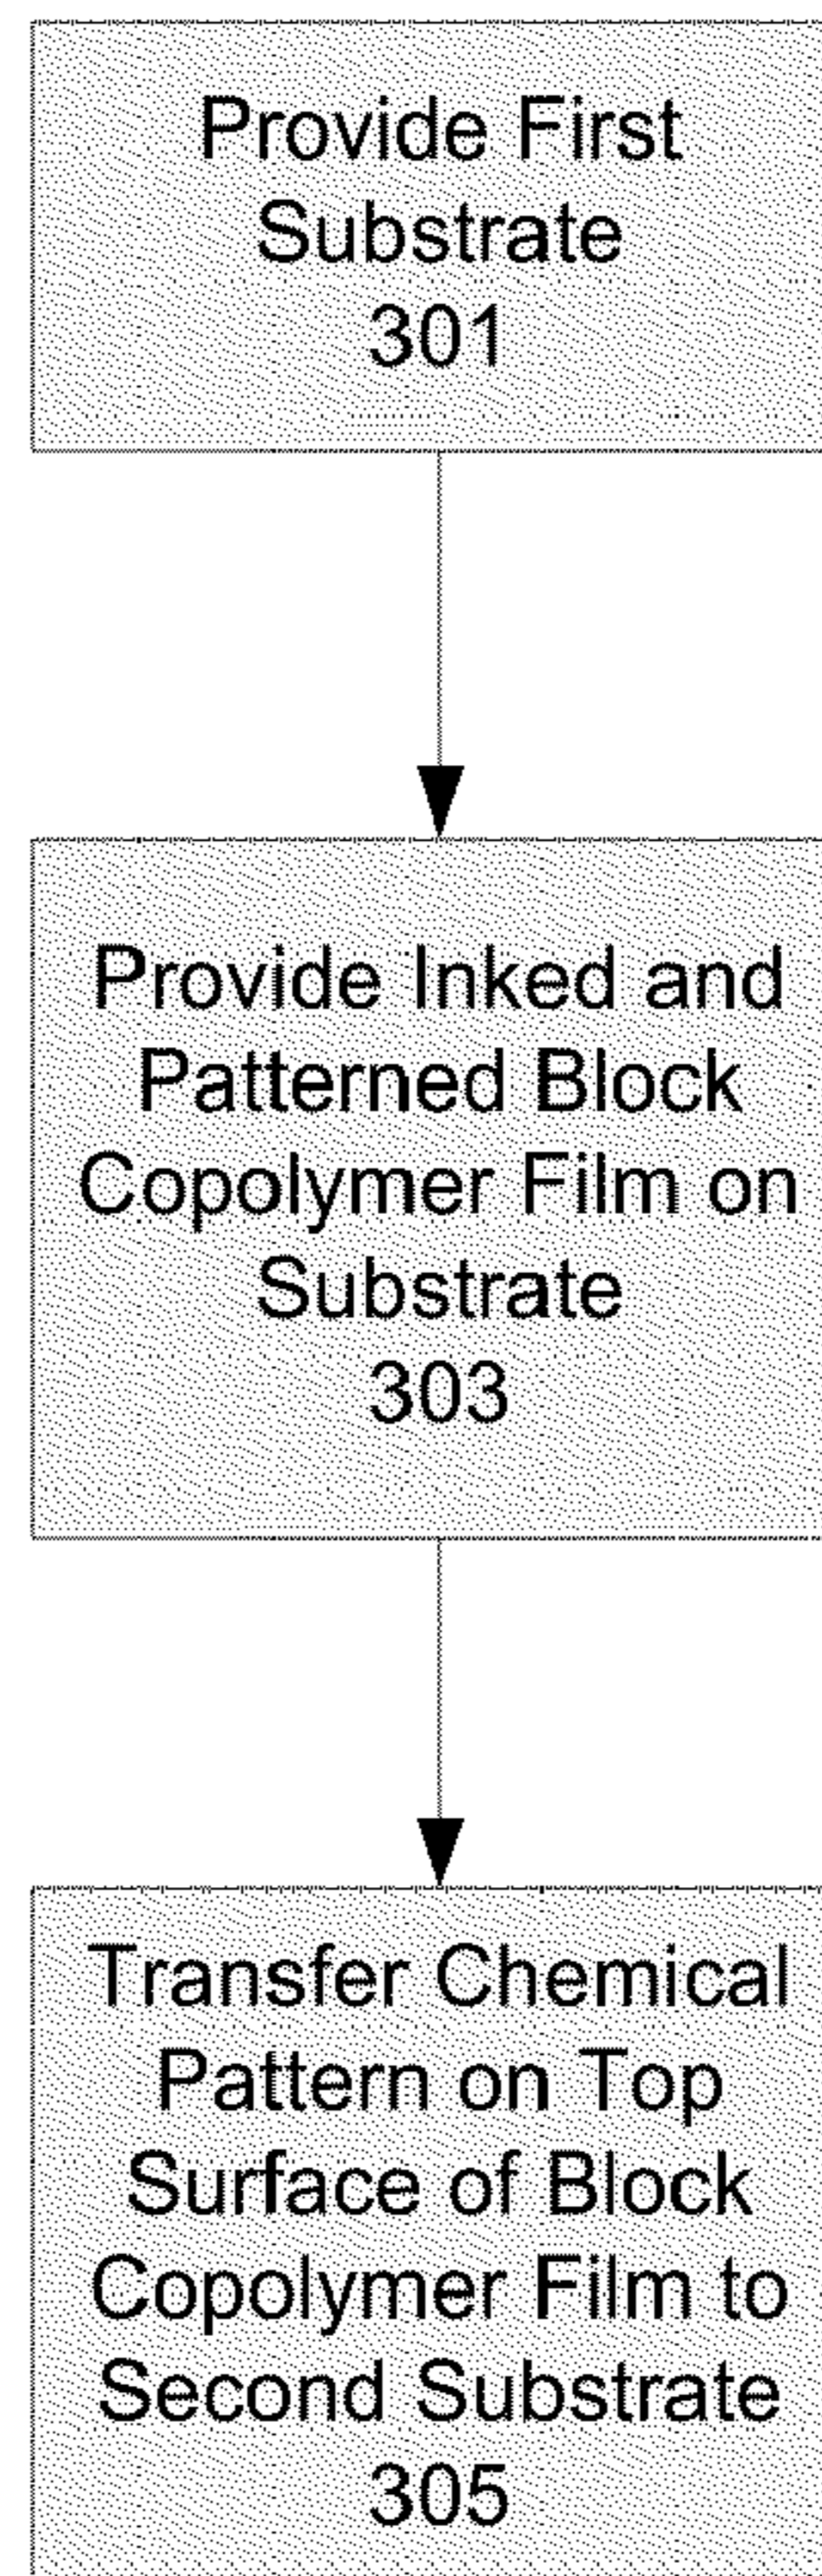 Provide First
Substrate
301
Provide Inked and
Patterned Block
Copolymer Film on
Substrate
303
Transfer Chemical
Pattern on Top
Surface of Block
Copolymer Film to
Second Substrate
305